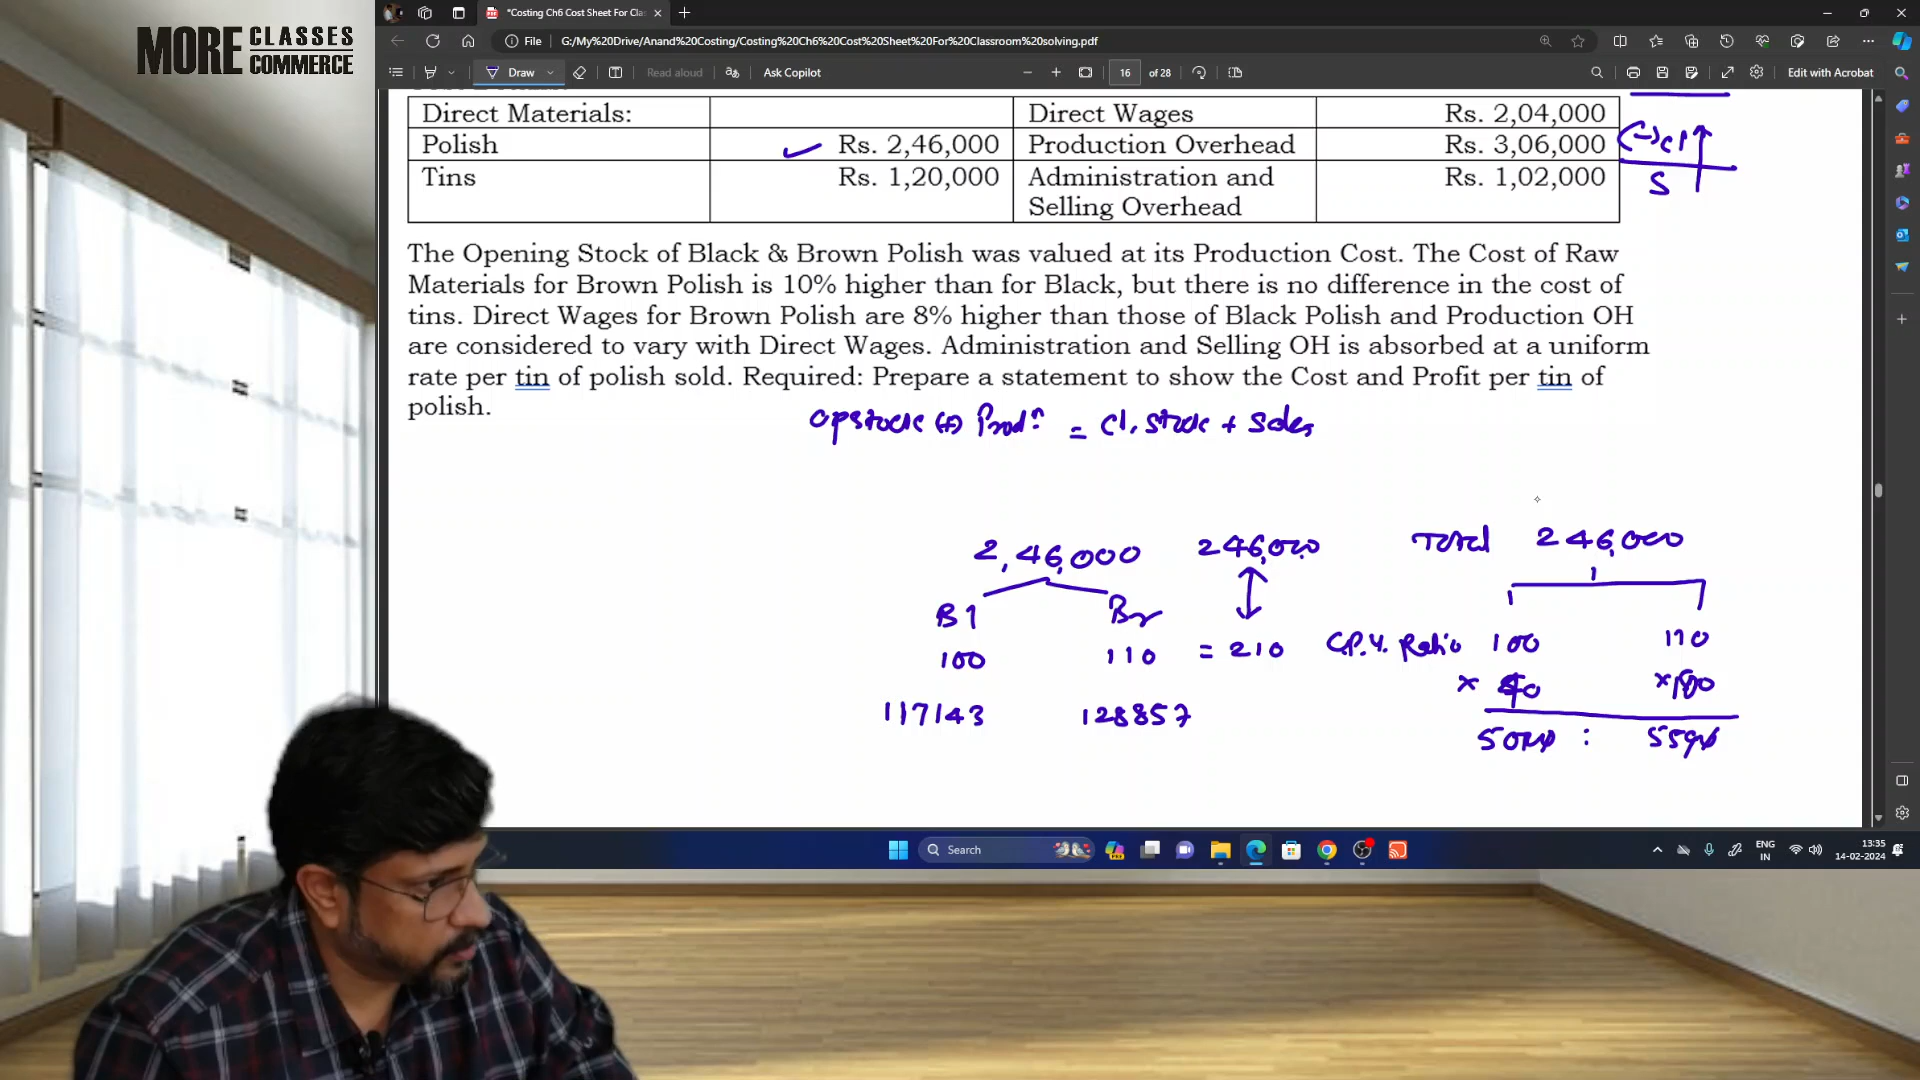 MORE CLASSES COMMERCE
*Costing Ch6 Cost Sheet For Cla
File G:/My%20Drive/Anand%20Costing/Costing%20Ch6%20Cost%20Sheet%20For%20Classroom%20solving.pdf
Draw Read aloud Ask Copilot 16 of 28 Edit with Acrobat
Direct Materials: Direct Wages Rs. 2,04,000
Polish Rs. 2,46,000 Production Overhead Rs. 3,06,000 (-) cl
Tins Rs. 1,20,000 Administration and Rs. 1,02,000 S
Selling Overhead
The Opening Stock of Black & Brown Polish was valued at its Production Cost. The Cost of Raw
Materials for Brown Polish is 10% higher than for Black, but there is no difference in the cost of
tins. Direct Wages for Brown Polish are 8% higher than those of Black Polish and Production OH
are considered to vary with Direct Wages. Administration and Selling OH is absorbed at a uniform
rate per tin of polish sold. Required: Prepare a statement to show the Cost and Profit per tin of
polish.
Opstock (+) Prodn = Cl. Stock + Sales
2,46,000 246,000 Total 246,000
Bl Br
100 110 = 210 C.P.U. Ratio 100 110
×
117143 128857
:
Search
ENG
IN
13:35
14-02-2024